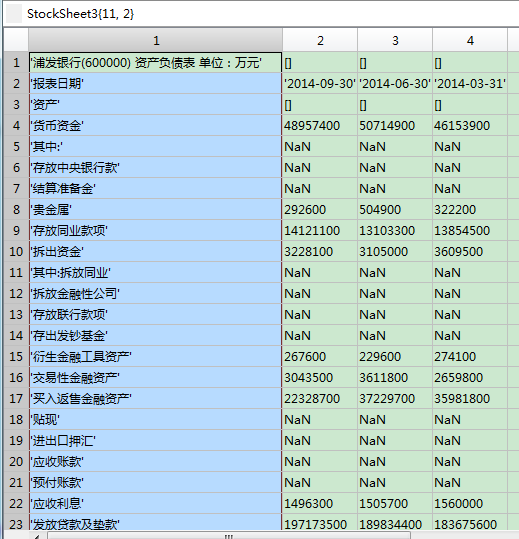 StockSheet3{11, 2}
1 2 3 4
1 '浦发银行(600000) 资产负债表 单位：万元' [] [] []
2 '报表日期' '2014-09-30' '2014-06-30' '2014-03-31'
3 '资产' [] [] []
4 '货币资金' 48957400 50714900 46153900
5 '其中:' NaN NaN NaN
6 '存放中央银行款' NaN NaN NaN
7 '结算准备金' NaN NaN NaN
8 '贵金属' 292600 504900 322200
9 '存放同业款项' 14121100 13103300 13854500
10 '拆出资金' 3228100 3105000 3609500
11 '其中:拆放同业' NaN NaN NaN
12 '拆放金融性公司' NaN NaN NaN
13 '存放联行款项' NaN NaN NaN
14 '存出发钞基金' NaN NaN NaN
15 '衍生金融工具资产' 267600 229600 274100
16 '交易性金融资产' 3043500 3611800 2659800
17 '买入返售金融资产' 22328700 37229700 35981800
18 '贴现' NaN NaN NaN
19 '进出口押汇' NaN NaN NaN
20 '应收账款' NaN NaN NaN
21 '预付账款' NaN NaN NaN
22 '应收利息' 1496300 1505700 1560000
23 '发放贷款及垫款' 197173500 189834400 183675600